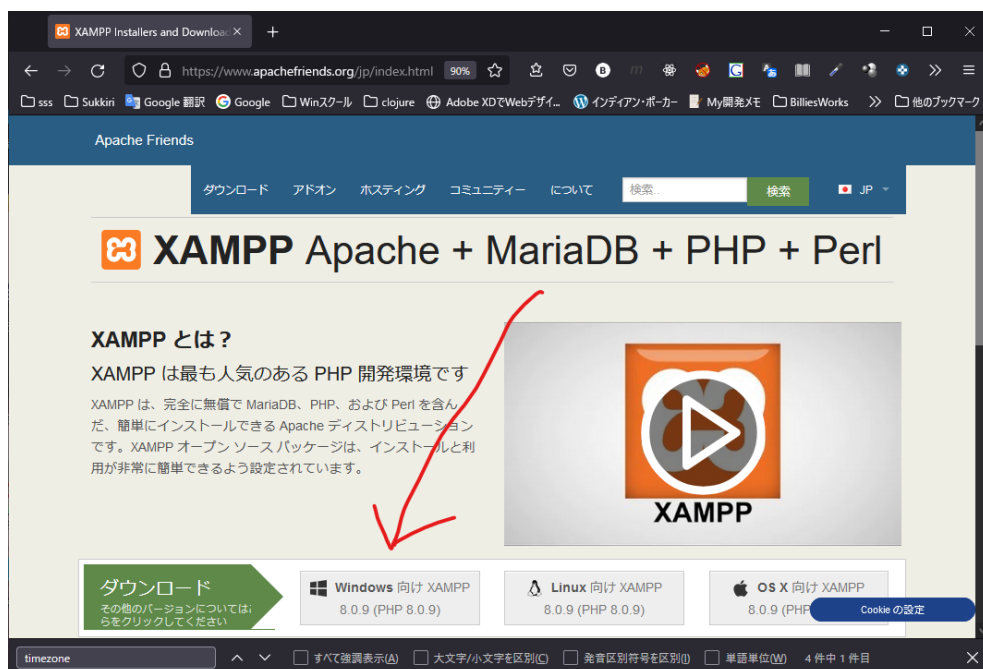 XAMPP Installers and Downloa
https://www.apachefriends.org/jp/index.html 90%
sss Sukkiri Google 翻訳 Google Winスクール clojure Adobe XDでWebデザイ... インディアン・ポーカー My開発メモ BilliesWorks 他のブックマーク
Apache Friends
ダウンロード アドオン ホスティング コミュニティー について 検索.. 検索 JP
XAMPP Apache + MariaDB + PHP + Perl
XAMPP とは？
XAMPP は最も人気のある PHP 開発環境です
XAMPP は、完全に無償で MariaDB、PHP、および Perl を含ん
だ、簡単にインストールできる Apache ディストリビューション
です。XAMPP オープン ソース パッケージは、インストールと利
用が非常に簡単できるよう設定されています。
XAMPP
ダウンロード
その他のバージョンについては
らをクリックしてください
Windows 向け XAMPP
8.0.9 (PHP 8.0.9)
Linux 向け XAMPP
8.0.9 (PHP 8.0.9)
OS X 向け XAMPP
8.0.9 (PHP
Cookie の設定
timezone すべて強調表示(A) 大文字/小文字を区別(C) 発音区別符号を区別(I) 単語単位(W) 4 件中 1 件目